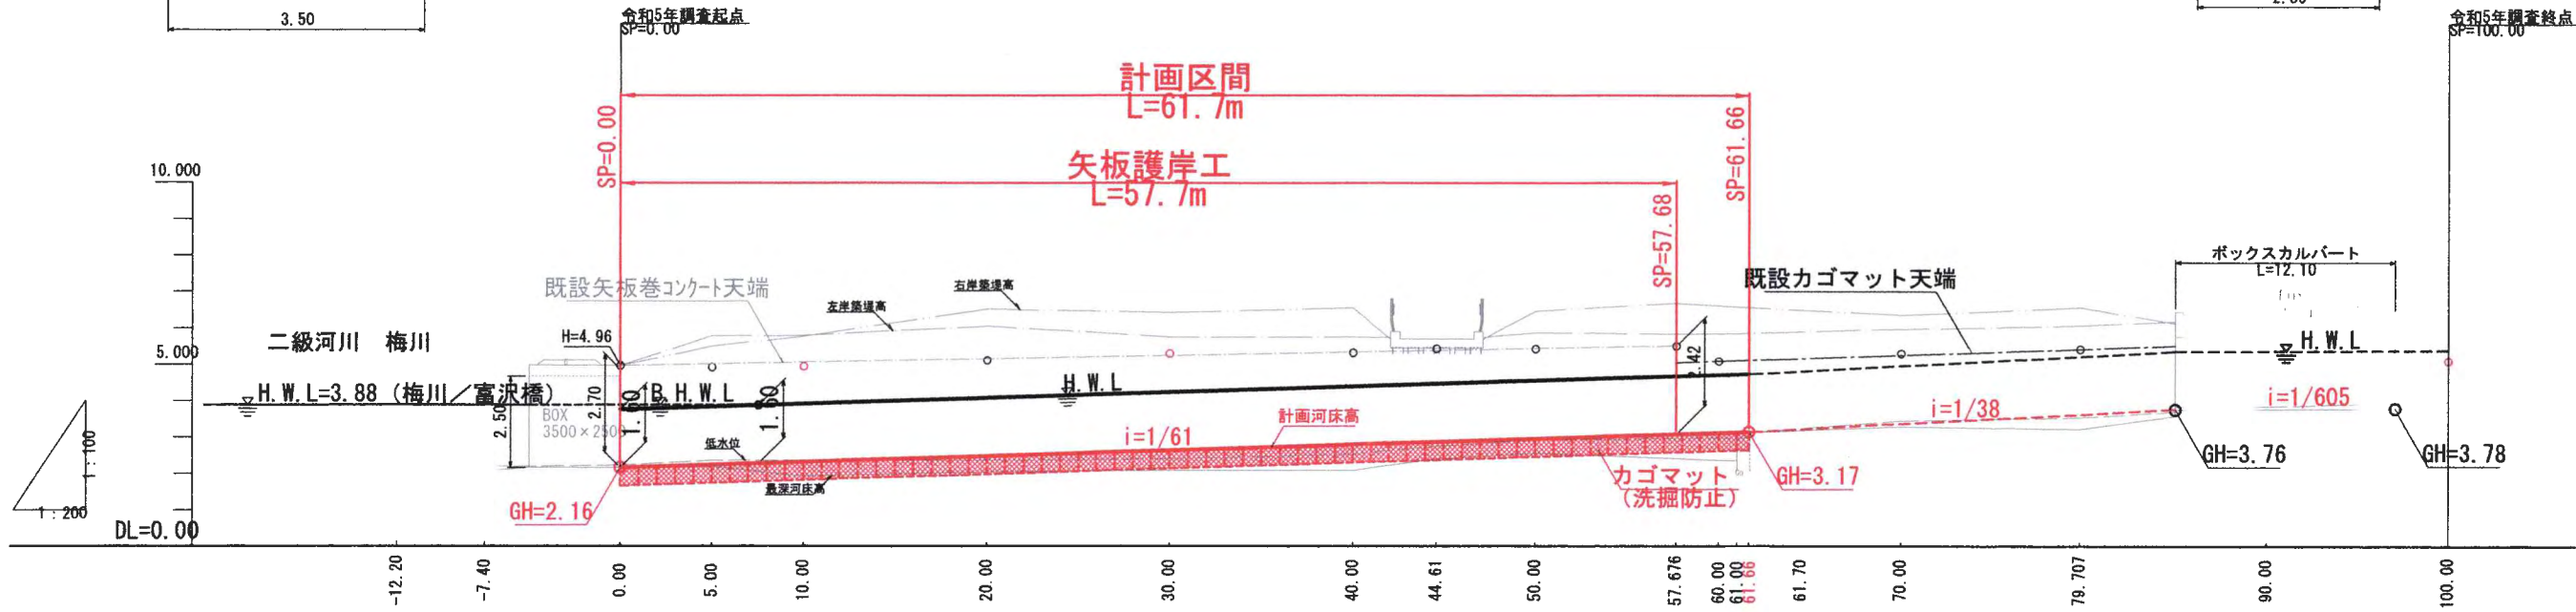 3.50
令和5年調査起点
SP=0.00
令和5年調査終点
SP=100.00
計画区間
L=61.7m
SP=0.00
SP=61.66
矢板護岸工
L=57.7m
SP=57.68
10.000
5.000
DL=0.00
1:100
1:200
二級河川 梅川
H.W.L=3.88 (梅川/富沢橋)
既設矢板巻コンクート天端
左岸築堤高
右岸築堤高
H=4.96
BOX
3500×2500
2.50
2.70
1.60
B.H.W.L
1.60
H.W.L
2.42
既設カゴマット天端
ボックスカルバート
L=12.10
H.W.L
低水位
最深河床高
i=1/61
計画河床高
i=1/38
i=1/605
カゴマット
(洗掘防止)
GH=2.16
GH=3.17
GH=3.76
GH=3.78
-12.20
-7.40
0.00
5.00
10.00
20.00
30.00
40.00
44.61
50.00
57.676
60.00
61.00
61.66
61.70
70.00
79.707
90.00
100.00